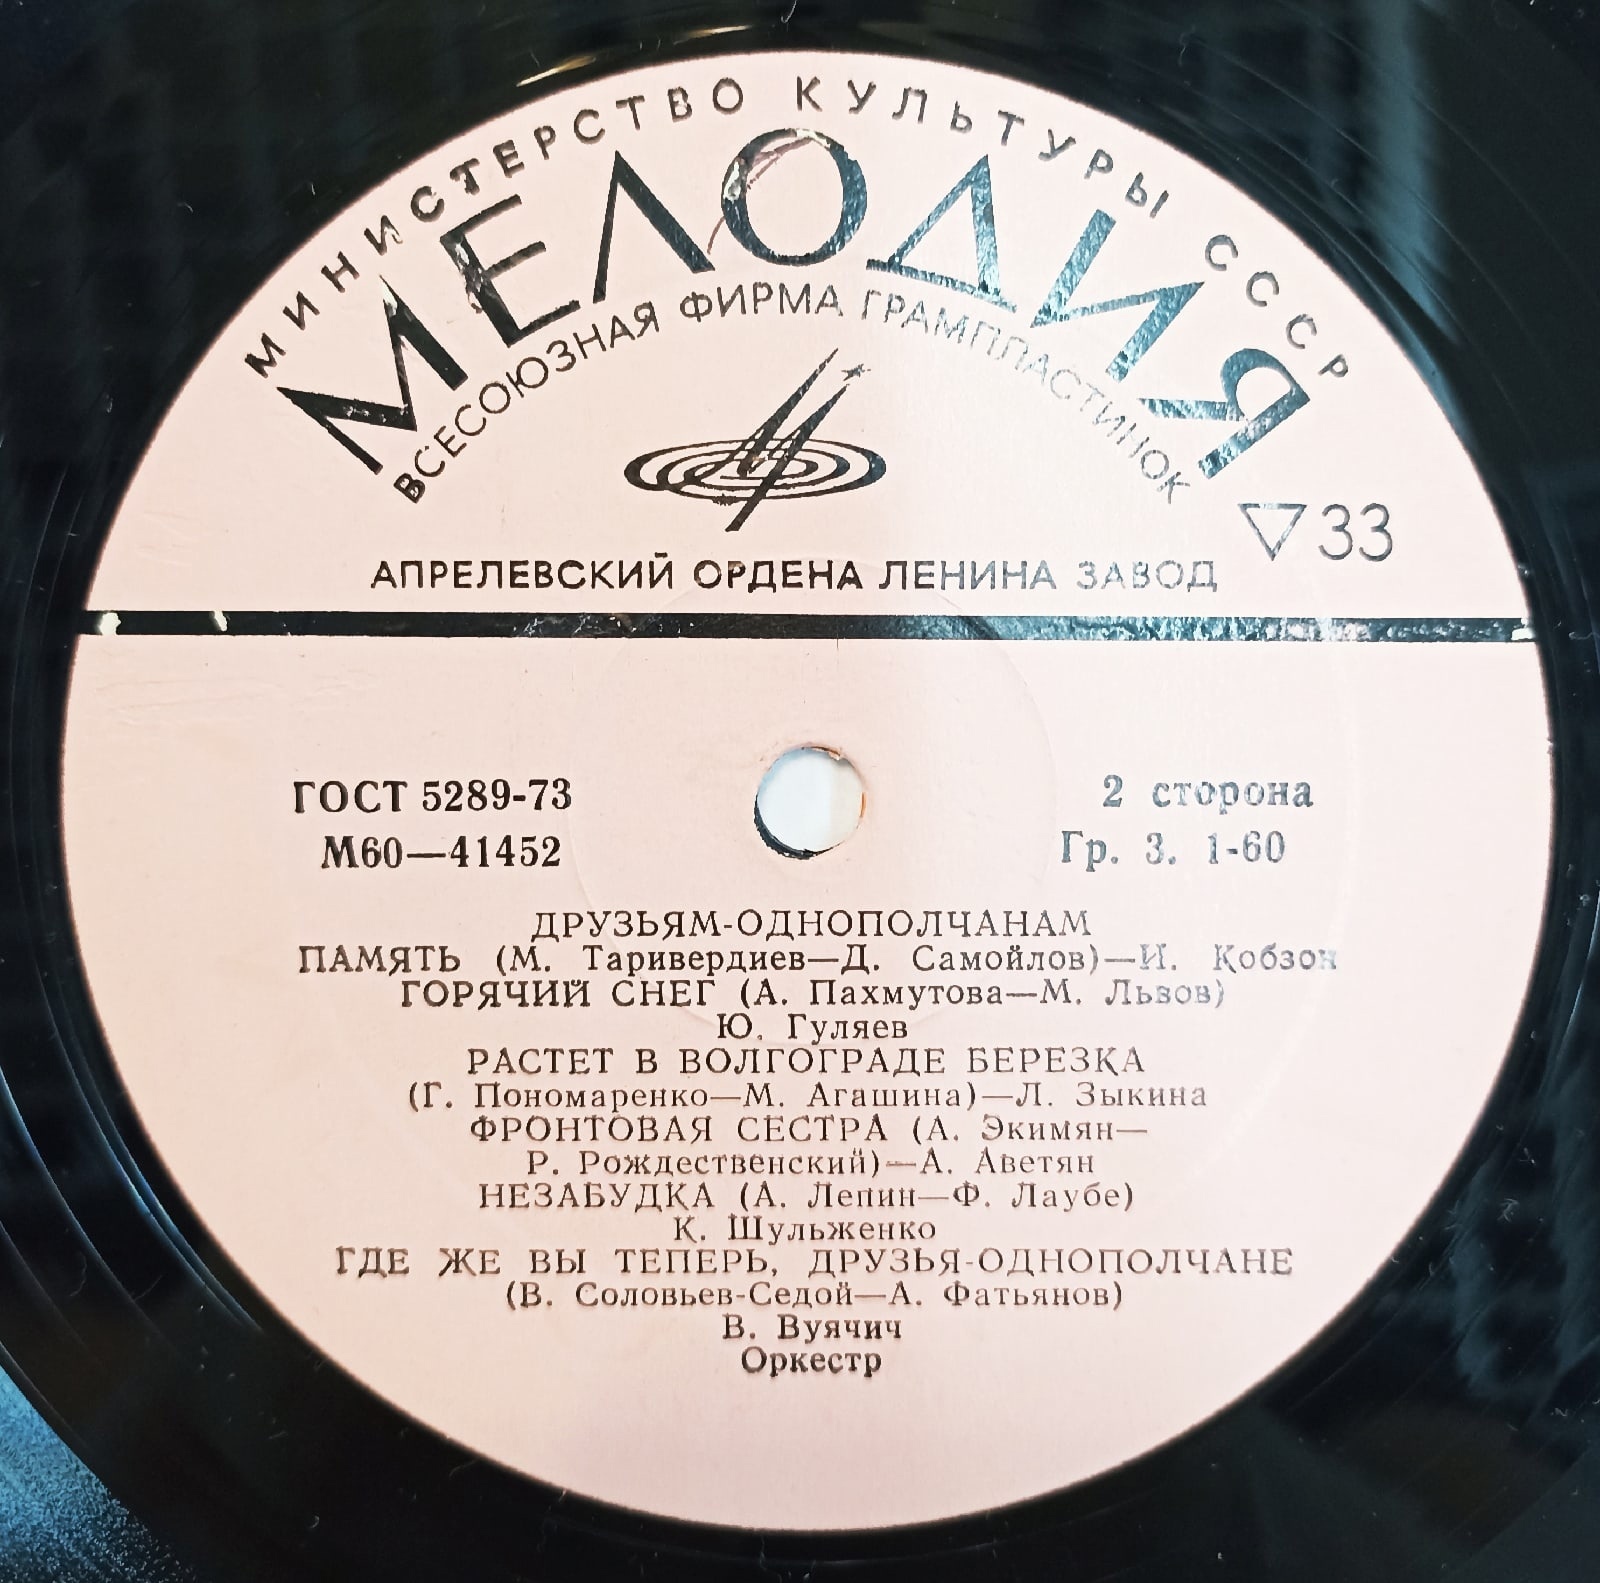 МИНИСТЕРСТВО КУЛЬТУРЫ СССР
МЕЛОДИЯ
ВСЕСОЮЗНАЯ ФИРМА ГРАМПЛАСТИНОК
33
АПРЕЛЕВСКИЙ ОРДЕНА ЛЕНИНА ЗАВОД
ГОСТ 5289-73
2 сторона
М60—41452
Гр. 3. 1-60
ДРУЗЬЯМ-ОДНОПОЛЧАНАМ
ПАМЯТЬ (М. Таривердиев—Д. Самойлов)—И. Кобзон
ГОРЯЧИЙ СНЕГ (А. Пахмутова—М. Львов)
Ю. Гуляев
РАСТЕТ В ВОЛГОГРАДЕ БЕРЕЗКА
(Г. Пономаренко—М. Агашина)—Л. Зыкина
ФРОНТОВАЯ СЕСТРА (А. Экимян—
Р. Рождественский)—А. Аветян
НЕЗАБУДКА (А. Лепин—Ф. Лаубе)
К. Шульженко
ГДЕ ЖЕ ВЫ ТЕПЕРЬ, ДРУЗЬЯ-ОДНОПОЛЧАНЕ
(В. Соловьев-Седой—А. Фатьянов)
В. Вуячич
Оркестр